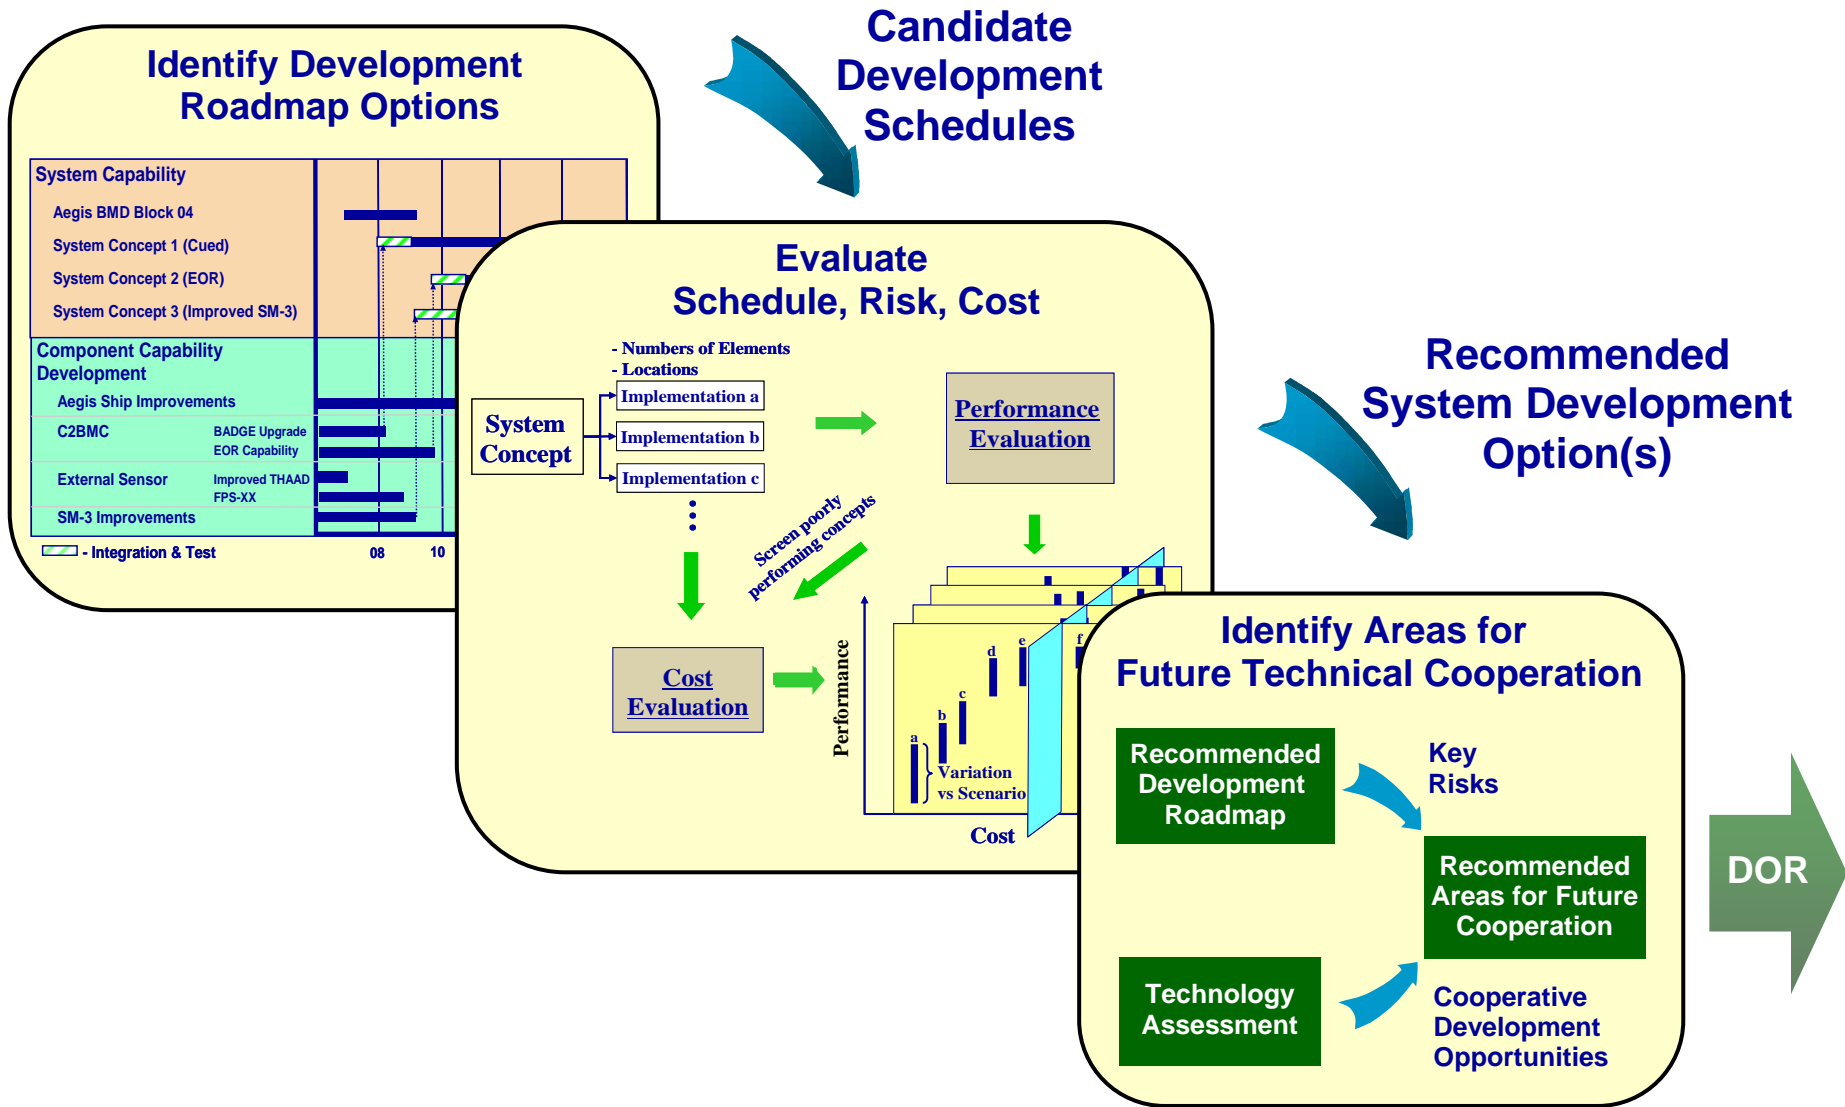 Identify Development
Roadmap Options
System Capability
Aegis BMD Block 04
System Concept 1 (Cued)
System Concept 2 (EOR)
System Concept 3 (Improved SM-3)
Component Capability
Development
Aegis Ship Improvements
C2BMC
BADGE Upgrade
EOR Capability
External Sensor
Improved THAAD
FPS-XX
SM-3 Improvements
- Integration & Test
08
10
Candidate
Development
Schedules
Evaluate
Schedule, Risk, Cost
- Numbers of Elements
- Locations
System
Concept
Implementation a
Implementation b
Implementation c
Performance
Evaluation
Screen poorly
performing concepts
Cost
Evaluation
Performance
a
b
c
d
e
f
Variation
vs Scenario
Cost
Recommended
System Development
Option(s)
Identify Areas for
Future Technical Cooperation
Recommended
Development
Roadmap
Key
Risks
Recommended
Areas for Future
Cooperation
Technology
Assessment
Cooperative
Development
Opportunities
DOR